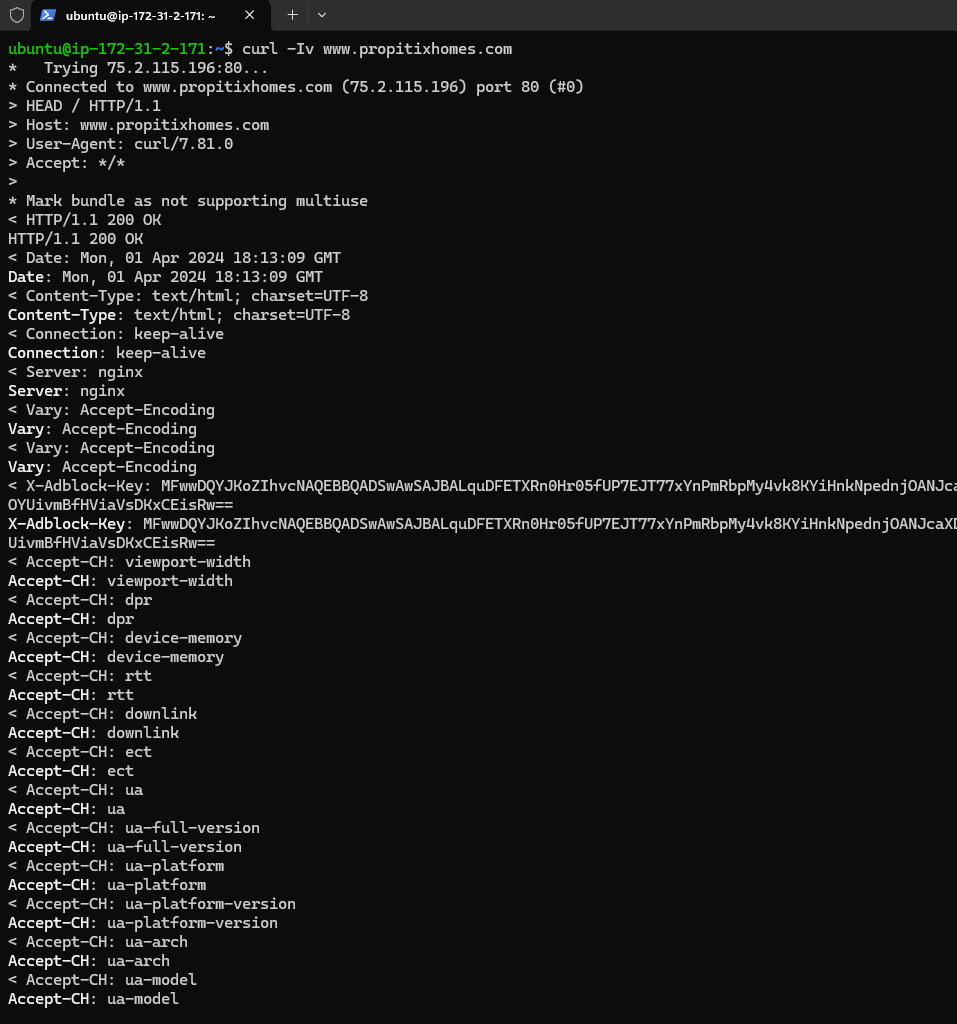 ubuntu@ip-172-31-2-171: ~
ubuntu@ip-172-31-2-171:~$ curl -Iv www.propitixhomes.com
*   Trying 75.2.115.196:80...
* Connected to www.propitixhomes.com (75.2.115.196) port 80 (#0)
> HEAD / HTTP/1.1
> Host: www.propitixhomes.com
> User-Agent: curl/7.81.0
> Accept: */*
>
* Mark bundle as not supporting multiuse
< HTTP/1.1 200 OK
HTTP/1.1 200 OK
< Date: Mon, 01 Apr 2024 18:13:09 GMT
Date: Mon, 01 Apr 2024 18:13:09 GMT
< Content-Type: text/html; charset=UTF-8
Content-Type: text/html; charset=UTF-8
< Connection: keep-alive
Connection: keep-alive
< Server: nginx
Server: nginx
< Vary: Accept-Encoding
Vary: Accept-Encoding
< Vary: Accept-Encoding
Vary: Accept-Encoding
< X-Adblock-Key: MFwwDQYJKoZIhvcNAQEBBQADSwAwSAJBALquDFETXRn0Hr05fUP7EJT77xYnPmRbpMy4vk8KYiHnkNpednjOANJca
OYUivmBfHViaVsDKxCEisRw==
X-Adblock-Key: MFwwDQYJKoZIhvcNAQEBBQADSwAwSAJBALquDFETXRn0Hr05fUP7EJT77xYnPmRbpMy4vk8KYiHnkNpednjOANJcaXD
UivmBfHViaVsDKxCEisRw==
< Accept-CH: viewport-width
Accept-CH: viewport-width
< Accept-CH: dpr
Accept-CH: dpr
< Accept-CH: device-memory
Accept-CH: device-memory
< Accept-CH: rtt
Accept-CH: rtt
< Accept-CH: downlink
Accept-CH: downlink
< Accept-CH: ect
Accept-CH: ect
< Accept-CH: ua
Accept-CH: ua
< Accept-CH: ua-full-version
Accept-CH: ua-full-version
< Accept-CH: ua-platform
Accept-CH: ua-platform
< Accept-CH: ua-platform-version
Accept-CH: ua-platform-version
< Accept-CH: ua-arch
Accept-CH: ua-arch
< Accept-CH: ua-model
Accept-CH: ua-model